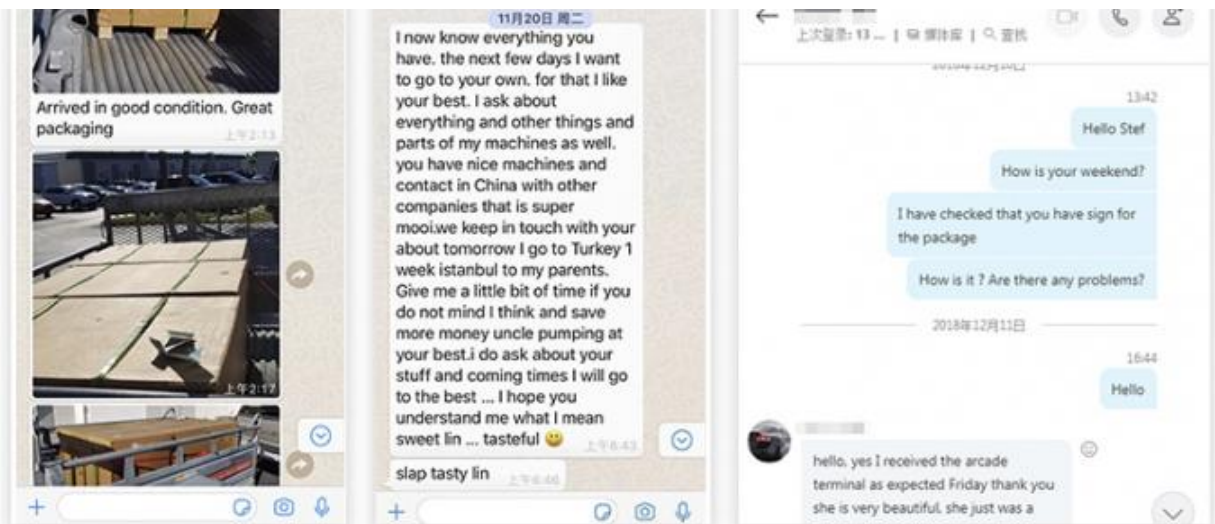 Arrived in good condition. Great
packaging
上午2:13
上午2:17
11月20日 周二
I now know everything you
have. the next few days I want
to go to your own. for that I like
your best. I ask about
everything and other things and
parts of my machines as well.
you have nice machines and
contact in China with other
companies that is super
mooi.we keep in touch with your
about tomorrow I go to Turkey 1
week istanbul to my parents.
Give me a little bit of time if you
do not mind I think and save
more money uncle pumping at
your best.i do ask about your
stuff and coming times I will go
to the best ... I hope you
understand me what I mean
sweet lin ... tasteful
上午6:43
slap tasty lin
上午6:46
上次登录: 13 ... | 媒体库 | 查找
13:42
Hello Stef
How is your weekend?
I have checked that you have sign for
the package
How is it ? Are there any problems?
2018年12月11日
16:44
Hello
hello, yes I received the arcade
terminal as expected Friday thank you
she is very beautiful. she just was a